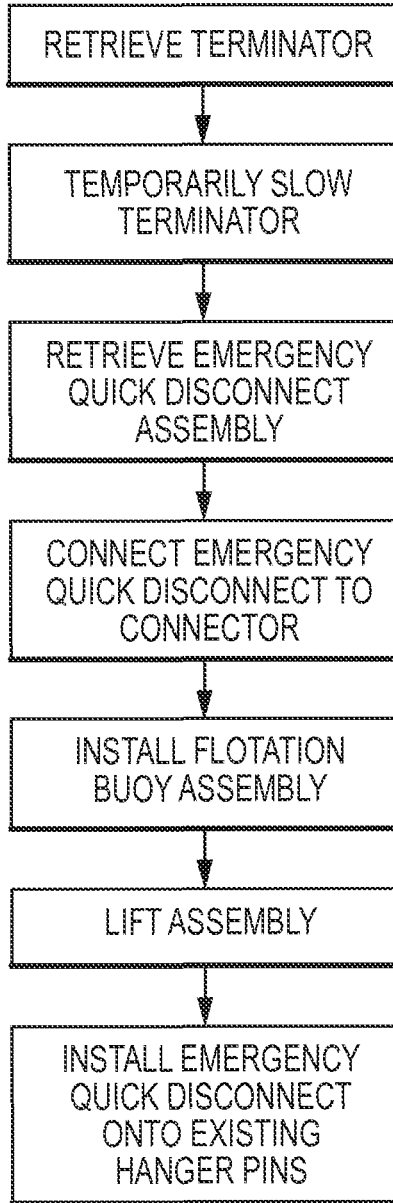 RETRIEVE TERMINATOR
TEMPORARILY SLOW
TERMINATOR
RETRIEVE EMERGENCY
QUICK DISCONNECT
ASSEMBLY
CONNECT EMERGENCY
QUICK DISCONNECT TO
CONNECTOR
INSTALL FLOTATION
BUOY ASSEMBLY
LIFT ASSEMBLY
INSTALL EMERGENCY
QUICK DISCONNECT
ONTO EXISTING
HANGER PINS